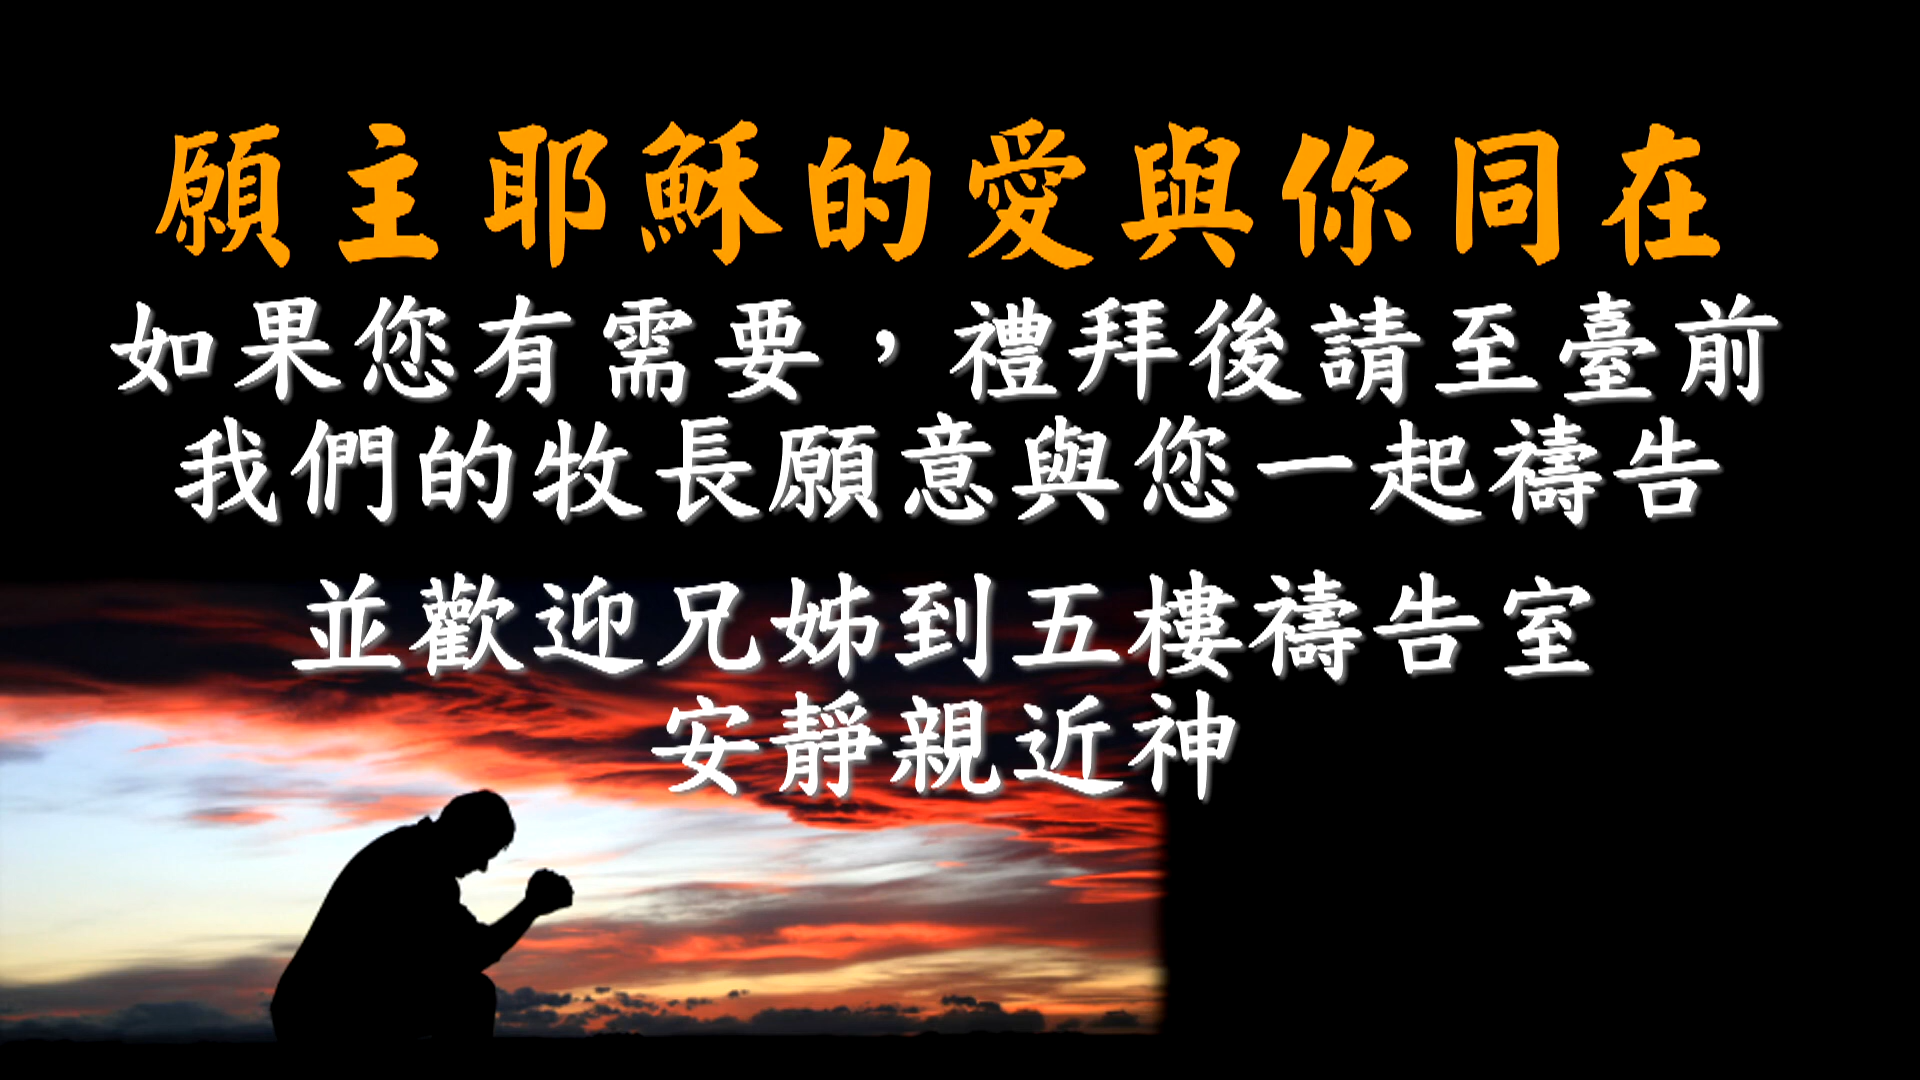 願主耶穌的愛與你同在
如果您有需要，禮拜後請至臺前
我們的牧長願意與您一起禱告
並歡迎兄姊到五樓禱告室
安靜親近神